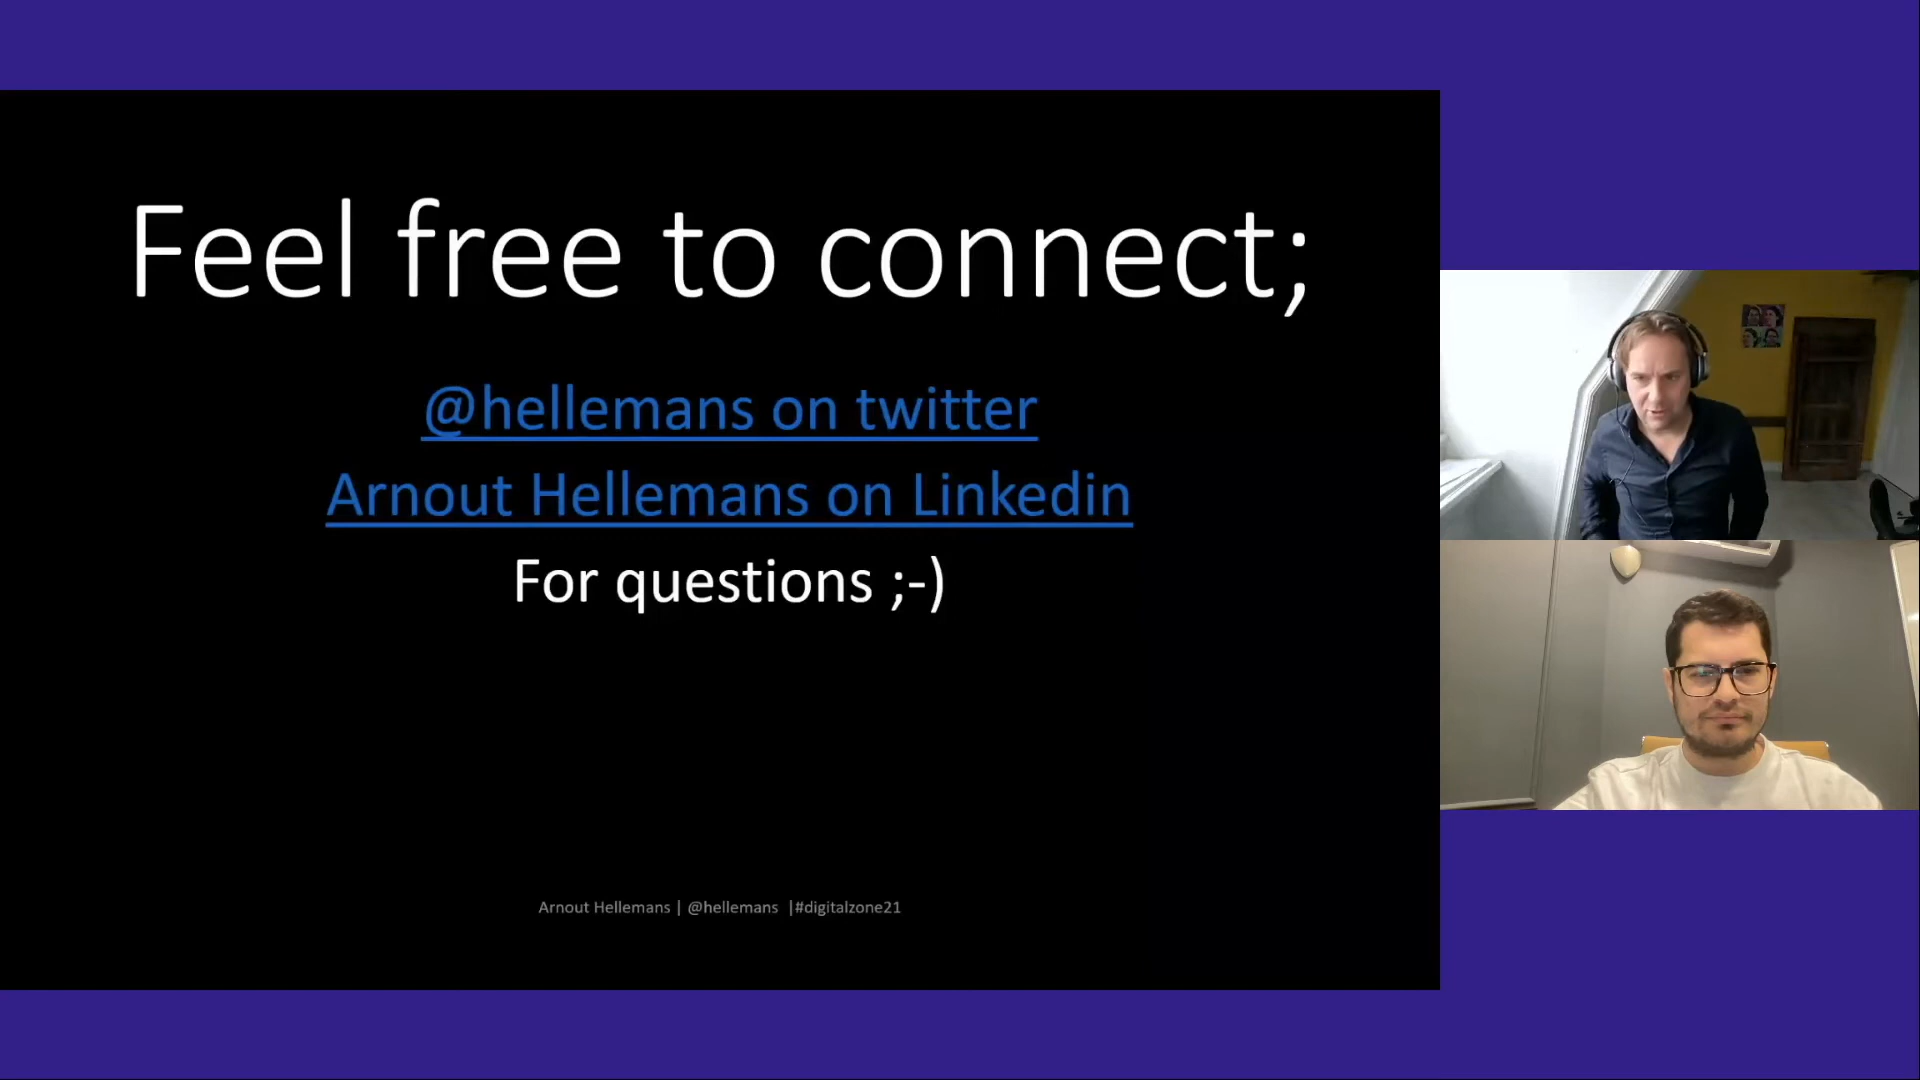 Feel free to connect;
@hellemans on twitter
Arnout Hellemans on Linkedin
For questions ;-)
Arnout Hellemans | @hellemans |#digitalzone21